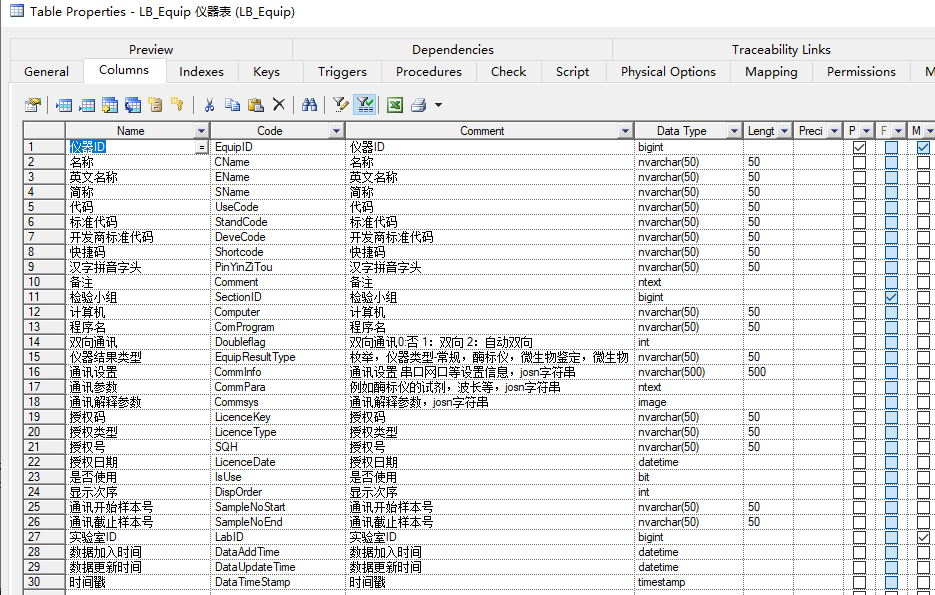 Table Properties - LB_Equip 仪器表 (LB_Equip)
Preview Dependencies Traceability Links
General Columns Indexes Keys Triggers Procedures Check Script Physical Options Mapping Permissions
Name Code Comment Data Type Lengt Preci P F M
1 仪器ID = EquipID 仪器ID bigint
2 名称 CName 名称 nvarchar(50) 50
3 英文名称 EName 英文名称 nvarchar(50) 50
4 简称 SName 简称 nvarchar(50) 50
5 代码 UseCode 代码 nvarchar(50) 50
6 标准代码 StandCode 标准代码 nvarchar(50) 50
7 开发商标准代码 DeveCode 开发商标准代码 nvarchar(50) 50
8 快捷码 Shortcode 快捷码 nvarchar(50) 50
9 汉字拼音字头 PinYinZiTou 汉字拼音字头 nvarchar(50) 50
10 备注 Comment 备注 ntext
11 检验小组 SectionID 检验小组 bigint
12 计算机 Computer 计算机 nvarchar(50) 50
13 程序名 ComProgram 程序名 nvarchar(50) 50
14 双向通讯 Doubleflag 双向通讯0:否 1：双向 2：自动双向 int
15 仪器结果类型 EquipResultType 枚举，仪器类型-常规，酶标仪，微生物鉴定，微生物 nvarchar(50) 50
16 通讯设置 CommInfo 通讯设置 串口网口等设置信息，josn字符串 nvarchar(500) 500
17 通讯参数 CommPara 例如酶标仪的试剂，波长等，josn字符串 ntext
18 通讯解释参数 Commsys 通讯解释参数，josn字符串 image
19 授权码 LicenceKey 授权码 nvarchar(50) 50
20 授权类型 LicenceType 授权类型 nvarchar(50) 50
21 授权号 SQH 授权号 nvarchar(50) 50
22 授权日期 LicenceDate 授权日期 datetime
23 是否使用 IsUse 是否使用 bit
24 显示次序 DispOrder 显示次序 int
25 通讯开始样本号 SampleNoStart 通讯开始样本号 nvarchar(50) 50
26 通讯截止样本号 SampleNoEnd 通讯截止样本号 nvarchar(50) 50
27 实验室ID LabID 实验室ID bigint
28 数据加入时间 DataAddTime 数据加入时间 datetime
29 数据更新时间 DataUpdateTime 数据更新时间 datetime
30 时间戳 DataTimeStamp 时间戳 timestamp